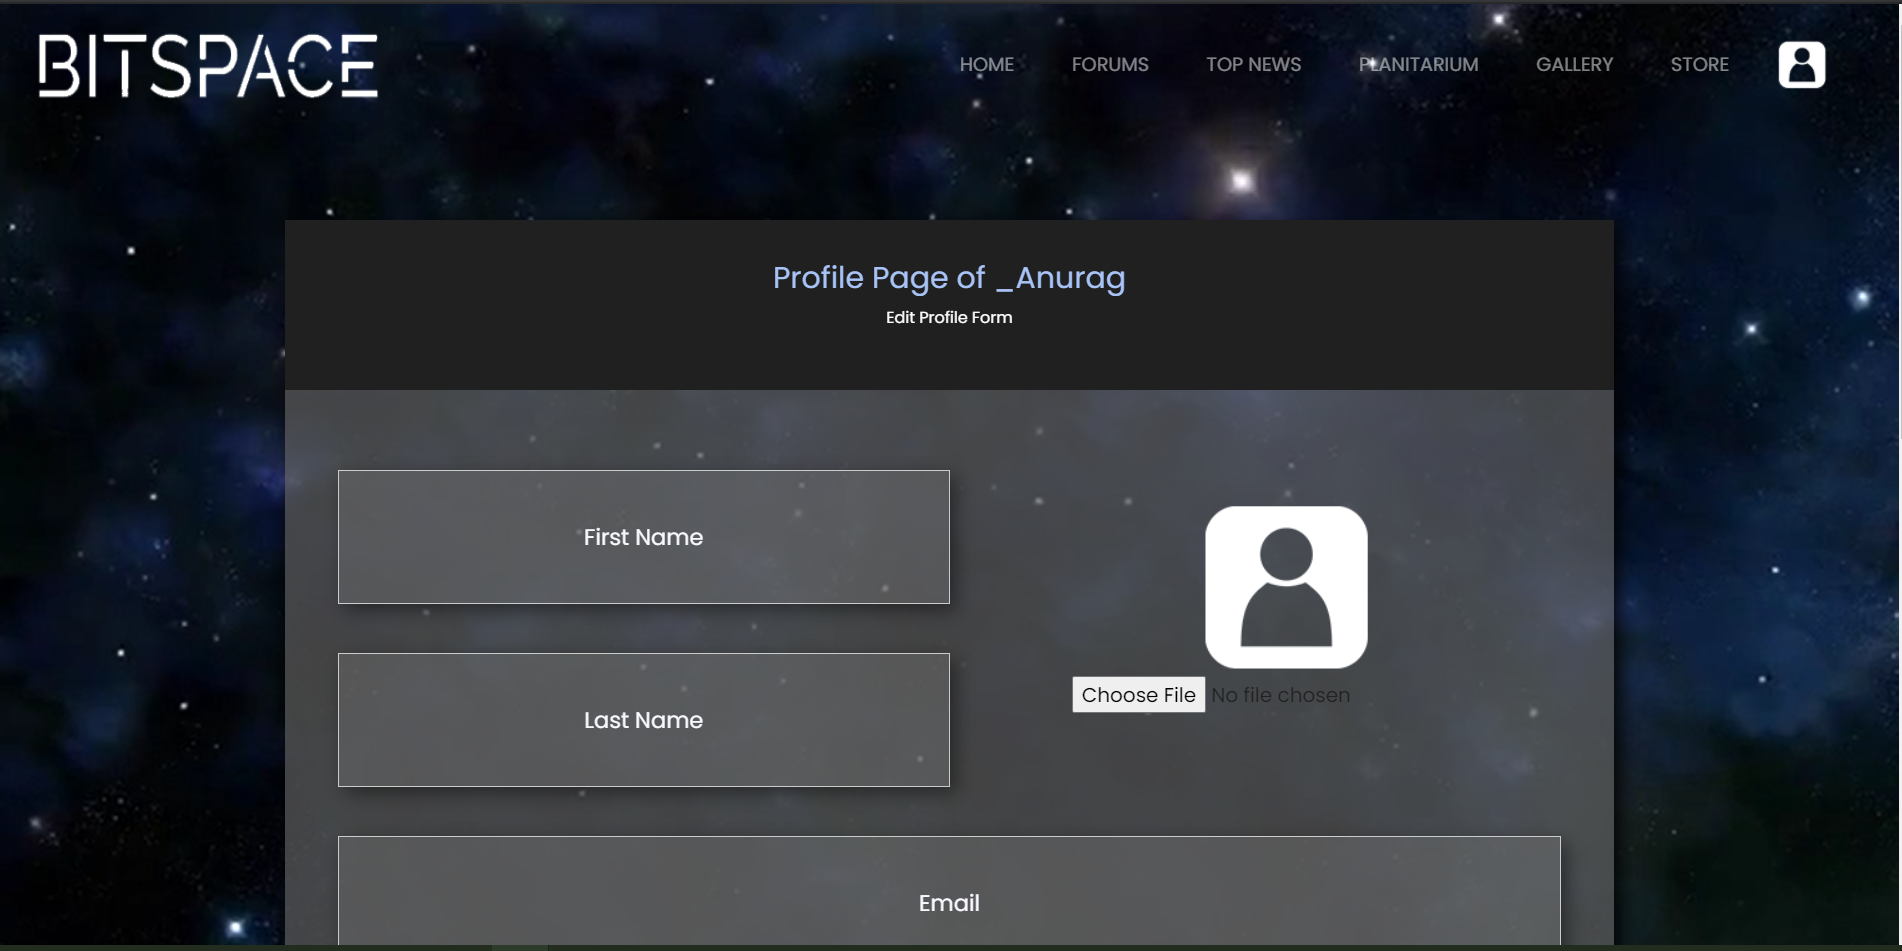 BITSPACE
HOME FORUMS TOP NEWS PLANITARIUM GALLERY STORE
Profile Page of _Anurag
Edit Profile Form
First Name
Last Name
Choose File No file chosen
Email